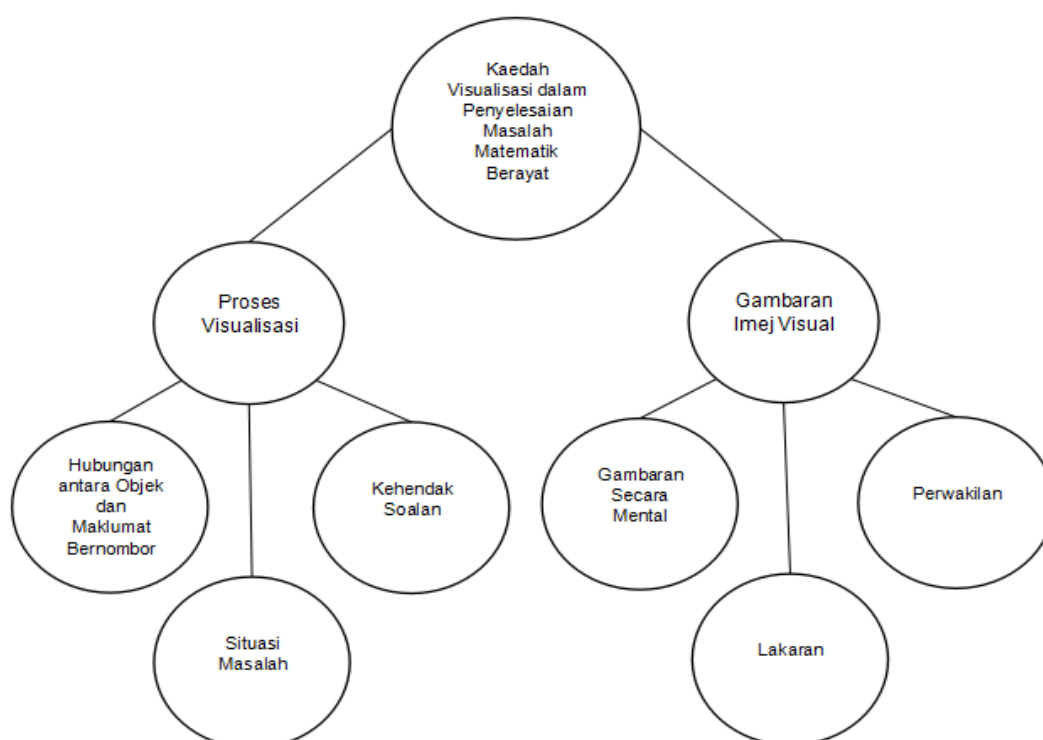 Kaedah
Visualisasi dalam
Penyelesaian
Masalah
Matematik
Berayat
Proses
Visualisasi
Gambaran
Imej Visual
Hubungan
antara Objek
dan
Maklumat
Bernombor
Kehendak
Soalan
Gambaran
Secara
Mental
Perwakilan
Situasi
Masalah
Lakaran